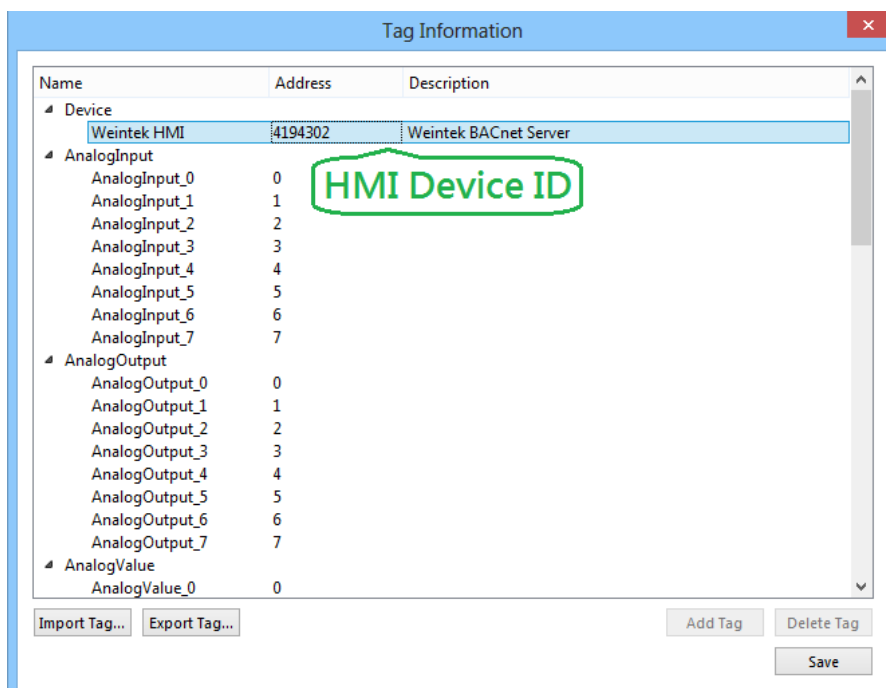 Tag Information
Name Address Description
Device
Weintek HMI 4194302 Weintek BACnet Server
HMI Device ID
AnalogInput
AnalogInput_0 0
AnalogInput_1 1
AnalogInput_2 2
AnalogInput_3 3
AnalogInput_4 4
AnalogInput_5 5
AnalogInput_6 6
AnalogInput_7 7
AnalogOutput
AnalogOutput_0 0
AnalogOutput_1 1
AnalogOutput_2 2
AnalogOutput_3 3
AnalogOutput_4 4
AnalogOutput_5 5
AnalogOutput_6 6
AnalogOutput_7 7
AnalogValue
AnalogValue_0 0
Import Tag... Export Tag... Add Tag Delete Tag
Save